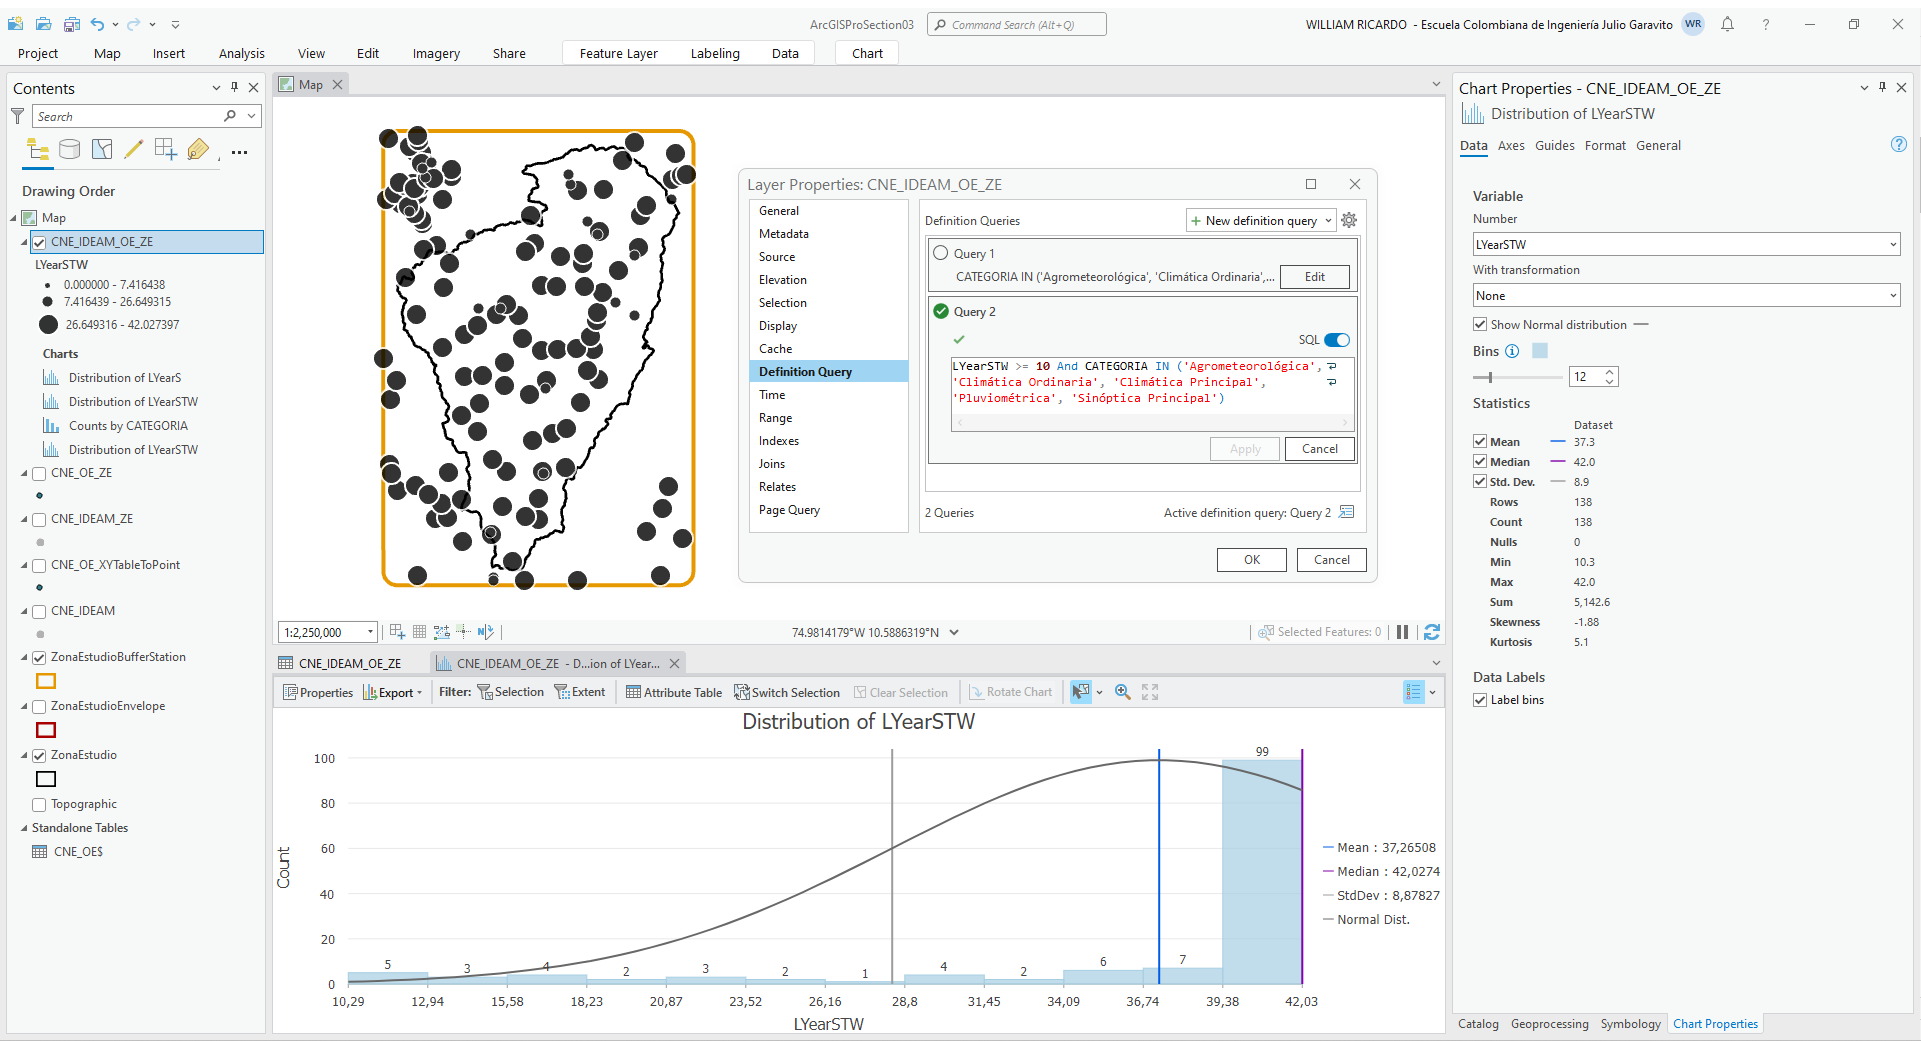 ArcGISProSection03
Command Search (Alt+Q)
WILLIAM RICARDO - Escuela Colombiana de Ingeniería Julio Garavito
WR
?
Project
Map
Insert
Analysis
View
Edit
Imagery
Share
Feature Layer
Labeling
Data
Chart
Contents
Search
Drawing Order
Map
CNE_IDEAM_OE_ZE
LYearSTW
0.000000 - 7.416438
7.416439 - 26.649315
26.649316 - 42.027397
Charts
Distribution of LYearS
Distribution of LYearSTW
Counts by CATEGORIA
Distribution of LYearSTW
CNE_OE_ZE
CNE_IDEAM_ZE
CNE_OE_XYTableToPoint
CNE_IDEAM
ZonaEstudioBufferStation
ZonaEstudioEnvelope
ZonaEstudio
Topographic
Standalone Tables
CNE_OE$
Map
Layer Properties: CNE_IDEAM_OE_ZE
General
Metadata
Source
Elevation
Selection
Display
Cache
Definition Query
Time
Range
Indexes
Joins
Relates
Page Query
Definition Queries
New definition query
Query 1
CATEGORIA IN ('Agrometeorológica', 'Climática Ordinaria',...
Edit
Query 2
SQL
LYearSTW >= 10 And CATEGORIA IN ('Agrometeorológica',
'Climática Ordinaria', 'Climática Principal',
'Pluviométrica', 'Sinóptica Principal')
Apply
Cancel
2 Queries
Active definition query: Query 2
OK
Cancel
1:2,250,000
74.9814179°W 10.5886319°N
Selected Features: 0
CNE_IDEAM_OE_ZE
CNE_IDEAM_OE_ZE - D...ion of LYear...
Properties
Export
Filter:
Selection
Extent
Attribute Table
Switch Selection
Clear Selection
Rotate Chart
Distribution of LYearSTW
Count
100
80
60
40
20
0
5
3
4
2
3
2
1
4
2
6
7
99
10,29
12,94
15,58
18,23
20,87
23,52
26,16
28,8
31,45
34,09
36,74
39,38
42,03
LYearSTW
Mean : 37,26508
Median : 42,0274
StdDev : 8,87827
Normal Dist.
Chart Properties - CNE_IDEAM_OE_ZE
Distribution of LYearSTW
Data
Axes
Guides
Format
General
?
Variable
Number
LYearSTW
With transformation
None
Show Normal distribution
Bins
12
Statistics
Dataset
Mean 37.3
Median 42.0
Std. Dev. 8.9
Rows 138
Count 138
Nulls 0
Min 10.3
Max 42.0
Sum 5,142.6
Skewness -1.88
Kurtosis 5.1
Data Labels
Label bins
Catalog
Geoprocessing
Symbology
Chart Properties